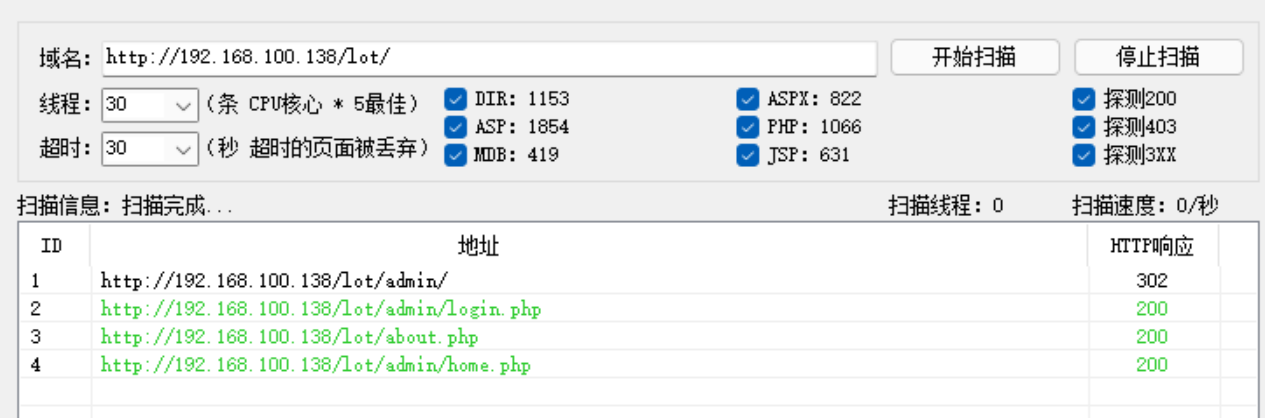 域名: http://192.168.100.138/lot/ 开始扫描 停止扫描
线程: 30 (条 CPU核心 * 5最佳) DIR: 1153 ASPX: 822 探测200
ASP: 1854 PHP: 1066 探测403
超时: 30 (秒 超时的页面被丢弃) MDB: 419 JSP: 631 探测3XX
扫描信息: 扫描完成... 扫描线程: 0 扫描速度: 0/秒
ID 地址 HTTP响应
1 http://192.168.100.138/lot/admin/ 302
2 http://192.168.100.138/lot/admin/login.php 200
3 http://192.168.100.138/lot/about.php 200
4 http://192.168.100.138/lot/admin/home.php 200